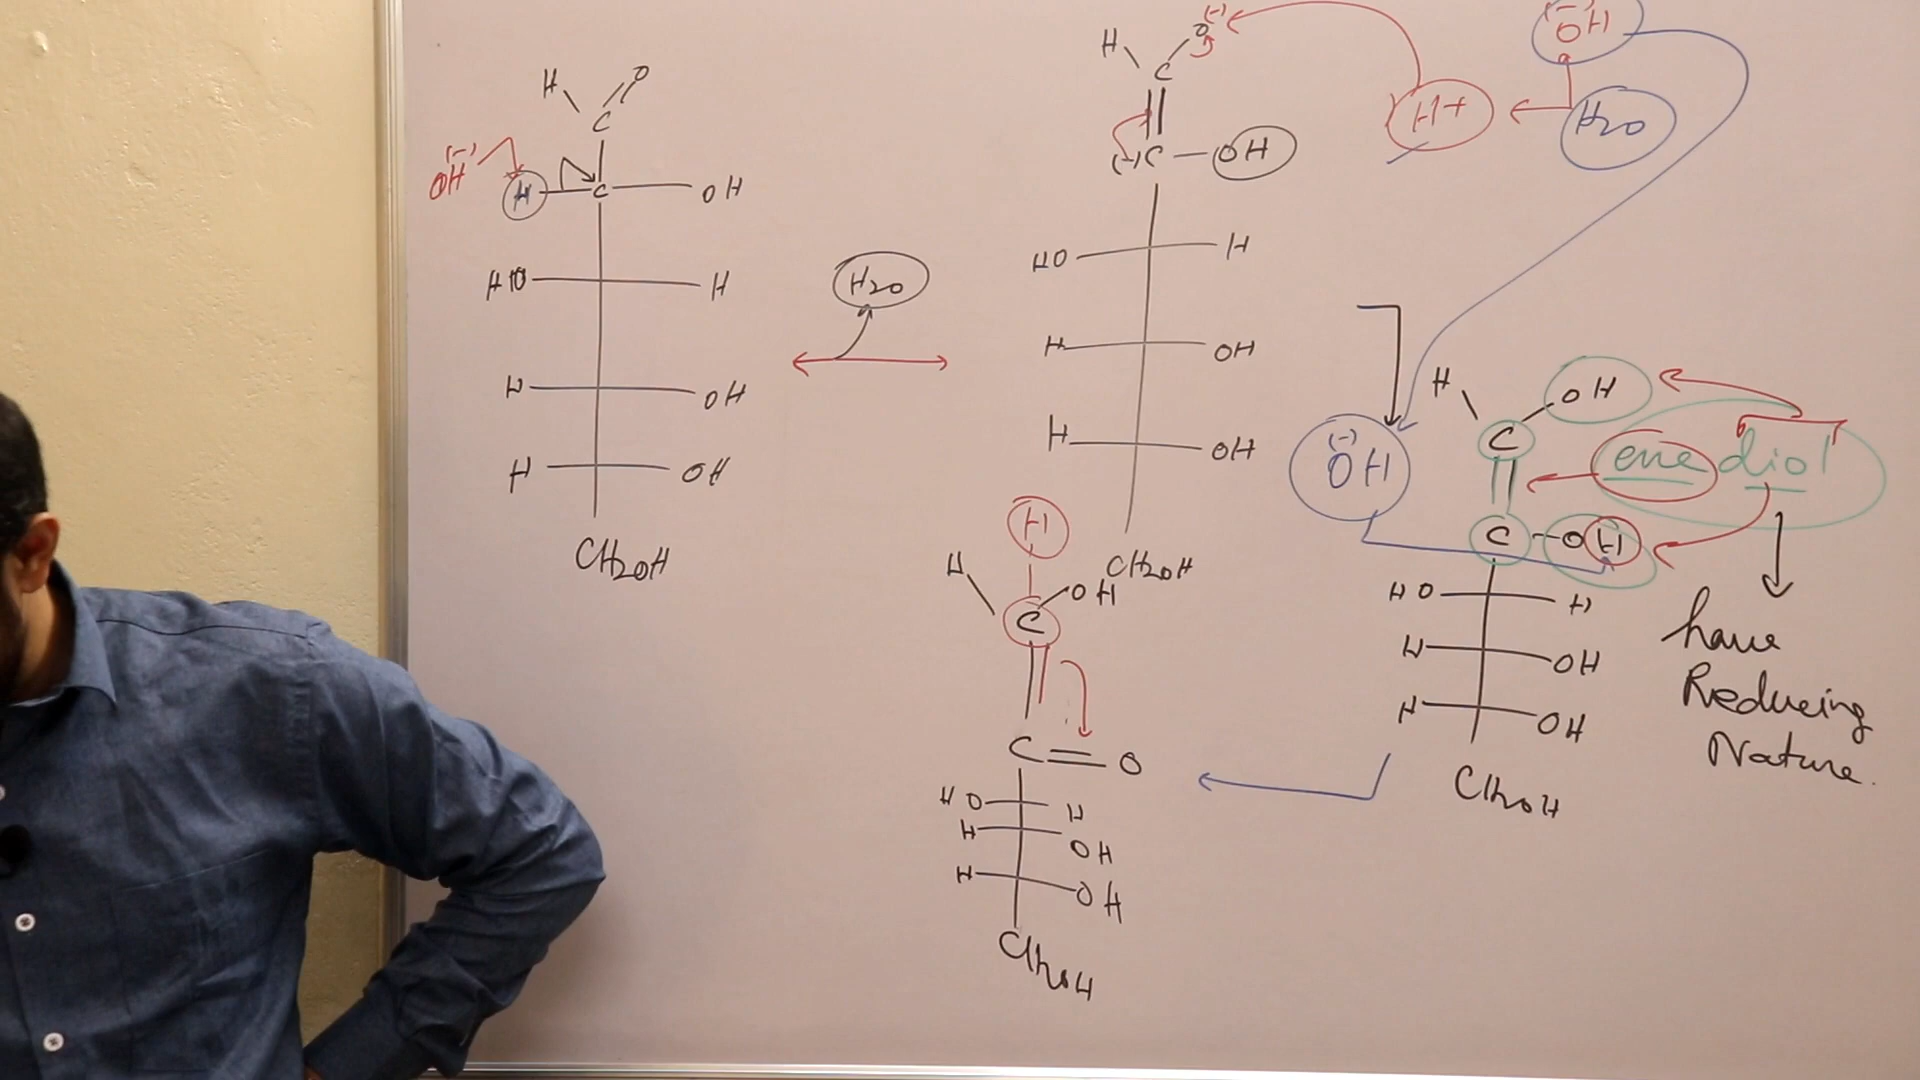 H O
C
(-)
OH H C OH
HO H
H OH
H OH
CH2OH
H2O
H O (-)
C
(-) C OH
HO H
H OH
H OH
CH2OH
H+
(-)
OH
H2O
(-)
OH
H OH
C
C OH
HO H
H OH
H OH
CH2OH
ene diol
have
Reducing
Nature.
H
H OH
C
C = O
HO H
H OH
H OH
CH2OH